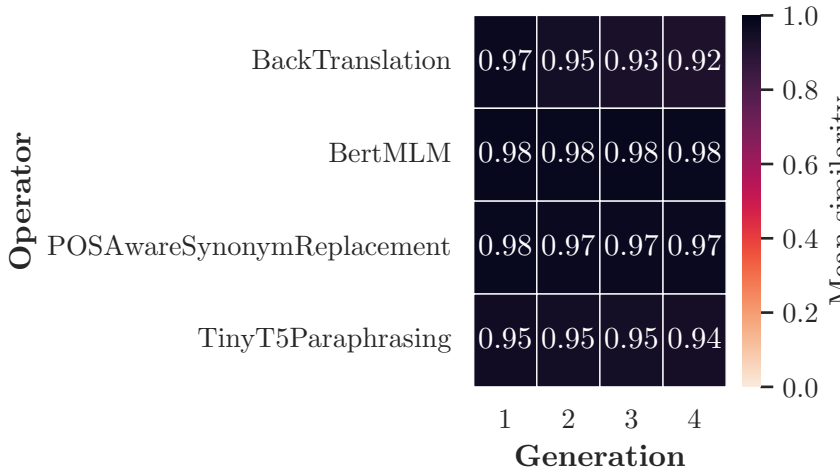 BackTranslation 0.97 0.95 0.93 0.92
BertMLM 0.98 0.98 0.98 0.98
POSAwareSynonymReplacement 0.98 0.97 0.97 0.97
TinyT5Paraphrasing 0.95 0.95 0.95 0.94
1 2 3 4
Generation
Operator
1.0
0.8
0.6
0.4
0.2
0.0
Mean similarity